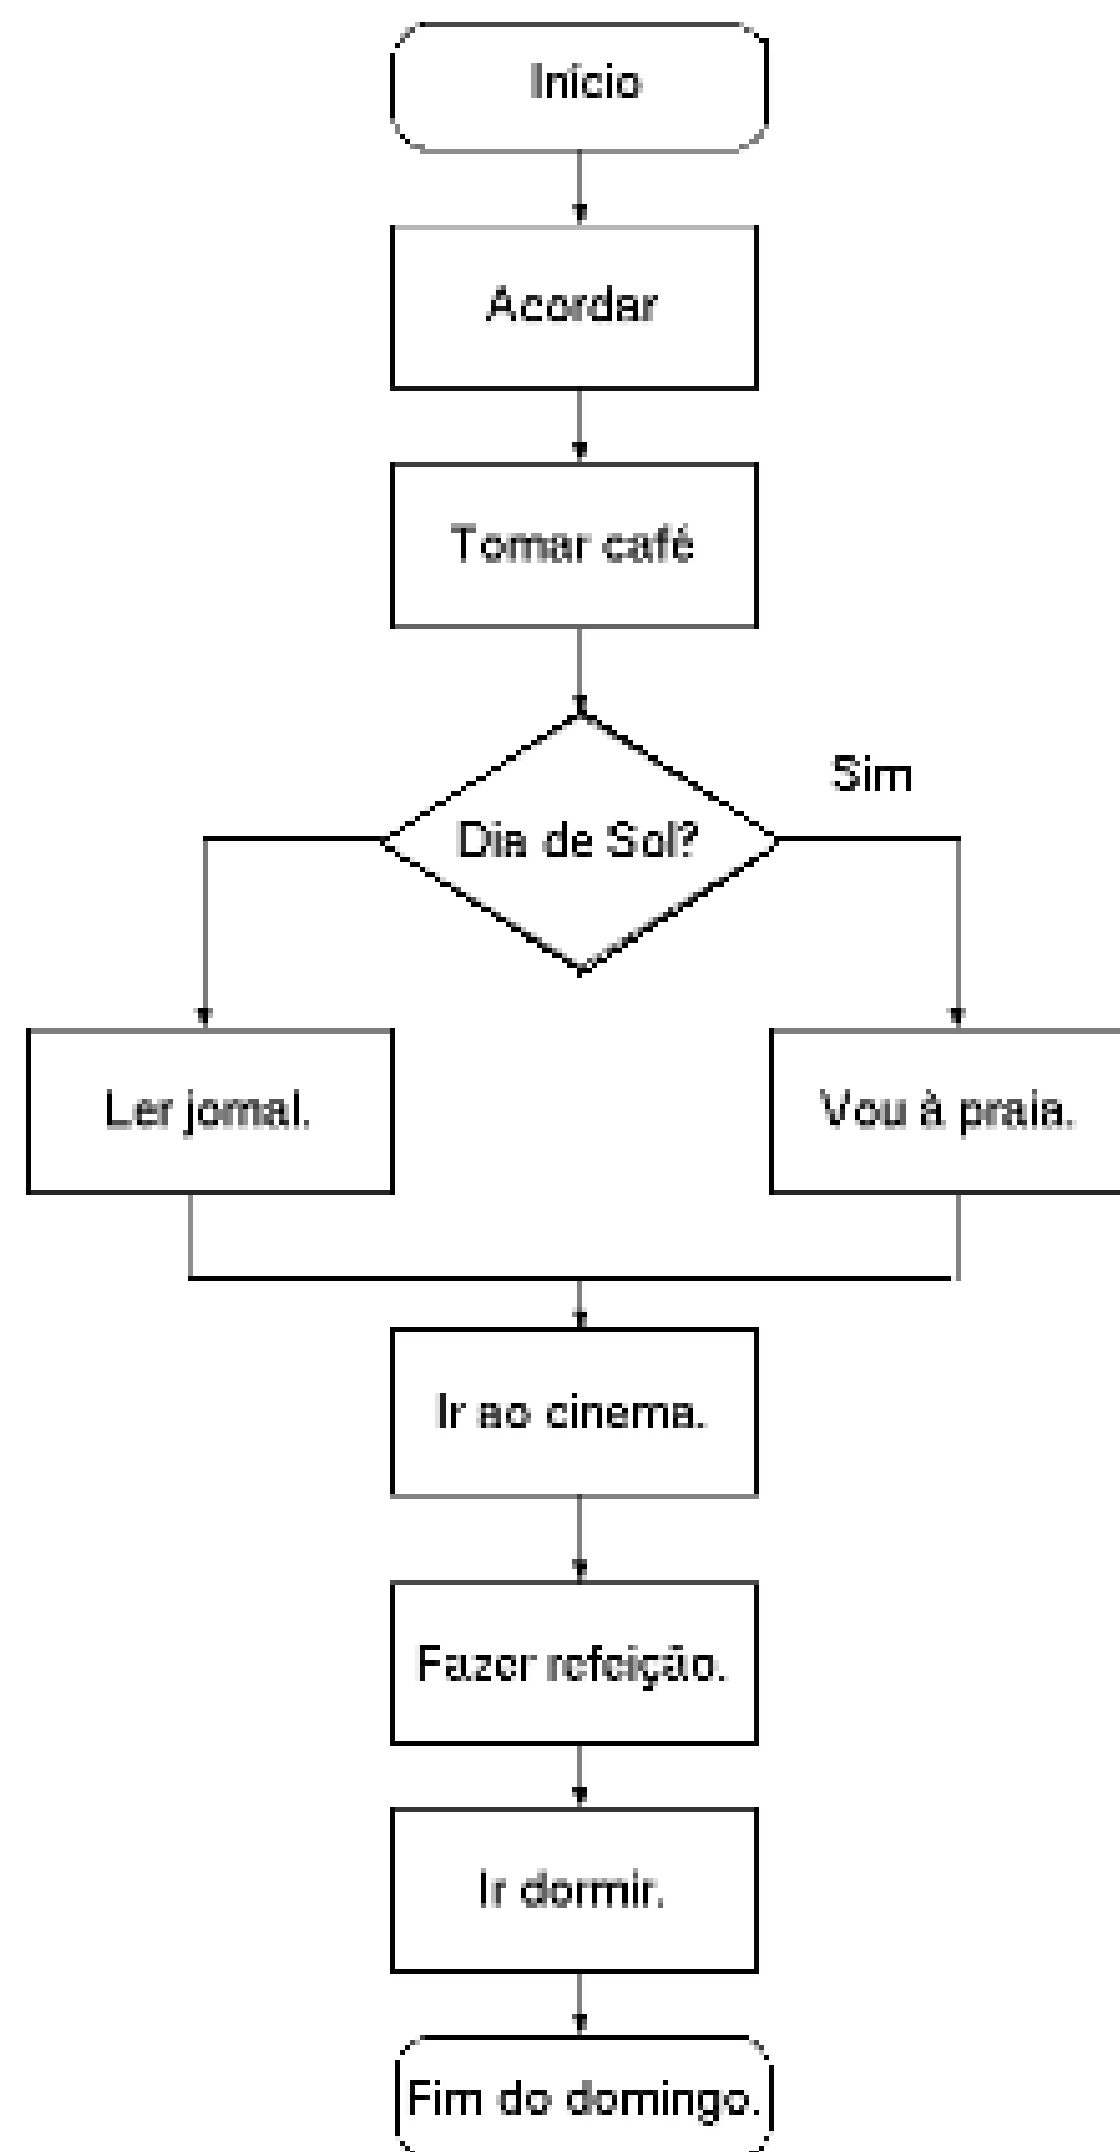 Início
Acordar
Tomar café
Sim
Dia de Sol?
Ler jornal.
Vou à praia.
Ir ao cinema.
Fazer refeição.
Ir dormir.
Fim do domingo.